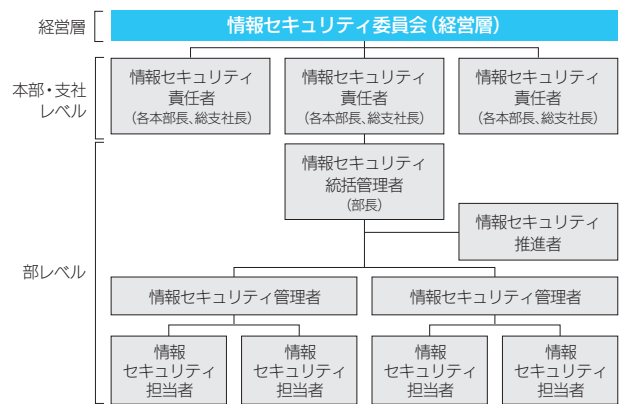 経営層
情報セキュリティ委員会(経営層)
本部・支社
レベル
情報セキュリティ
責任者
(各本部長、総支社長)
情報セキュリティ
責任者
(各本部長、総支社長)
情報セキュリティ
責任者
(各本部長、総支社長)
部レベル
情報セキュリティ
統括管理者
(部長)
情報セキュリティ
推進者
情報セキュリティ管理者
情報セキュリティ管理者
情報
セキュリティ
担当者
情報
セキュリティ
担当者
情報
セキュリティ
担当者
情報
セキュリティ
担当者